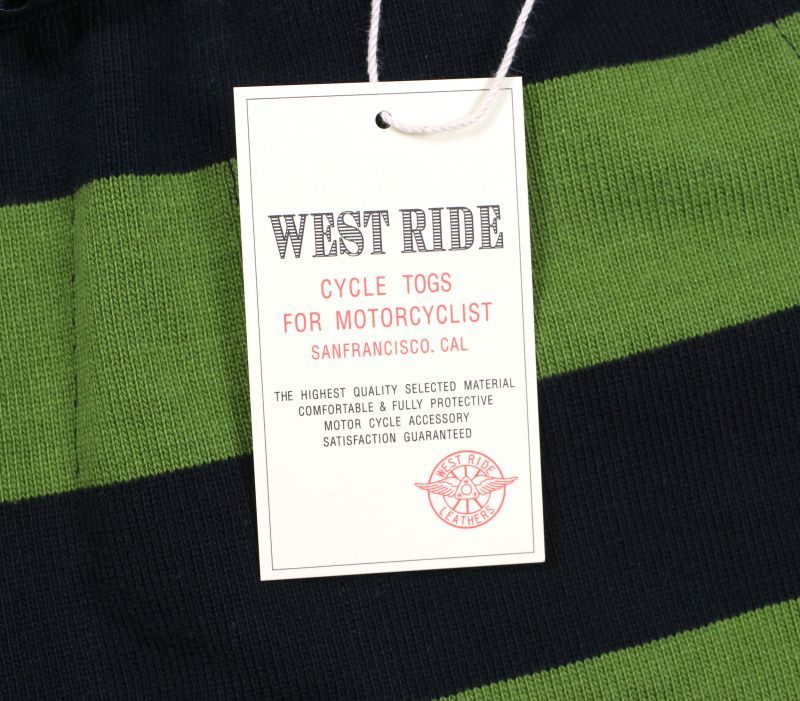 WEST RIDE
CYCLE TOGS
FOR MOTORCYCLIST
SANFRANCISCO. CAL
THE HIGHEST QUALITY SELECTED MATERIAL
COMFORTABLE & FULLY PROTECTIVE
MOTOR CYCLE ACCESSORY
SATISFACTION GUARANTEED
WEST RIDE
LEATHERS